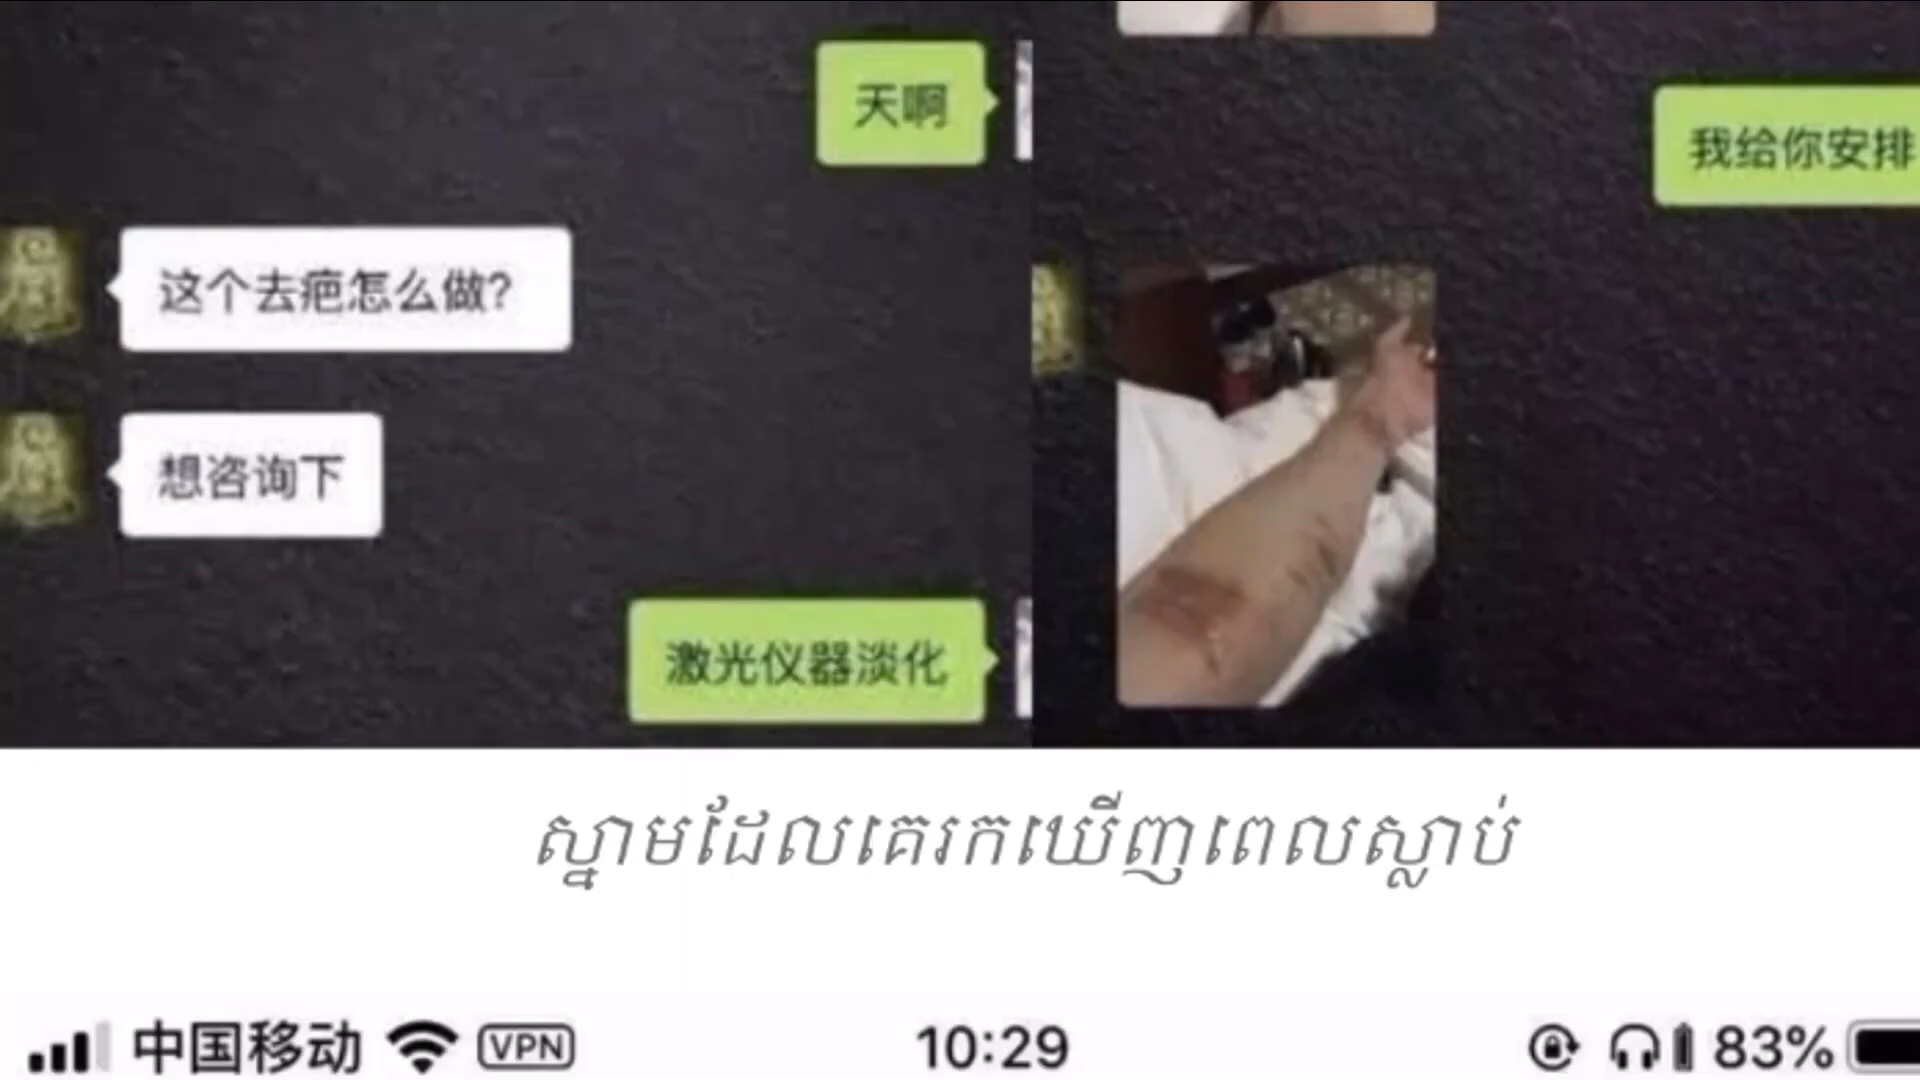 天啊
这个去疤怎么做?
想咨询下
激光仪器淡化
我给你安排
ស្នាមដែលគេរកឃើញពេលស្លាប់
中国移动 VPN 10:29 83%